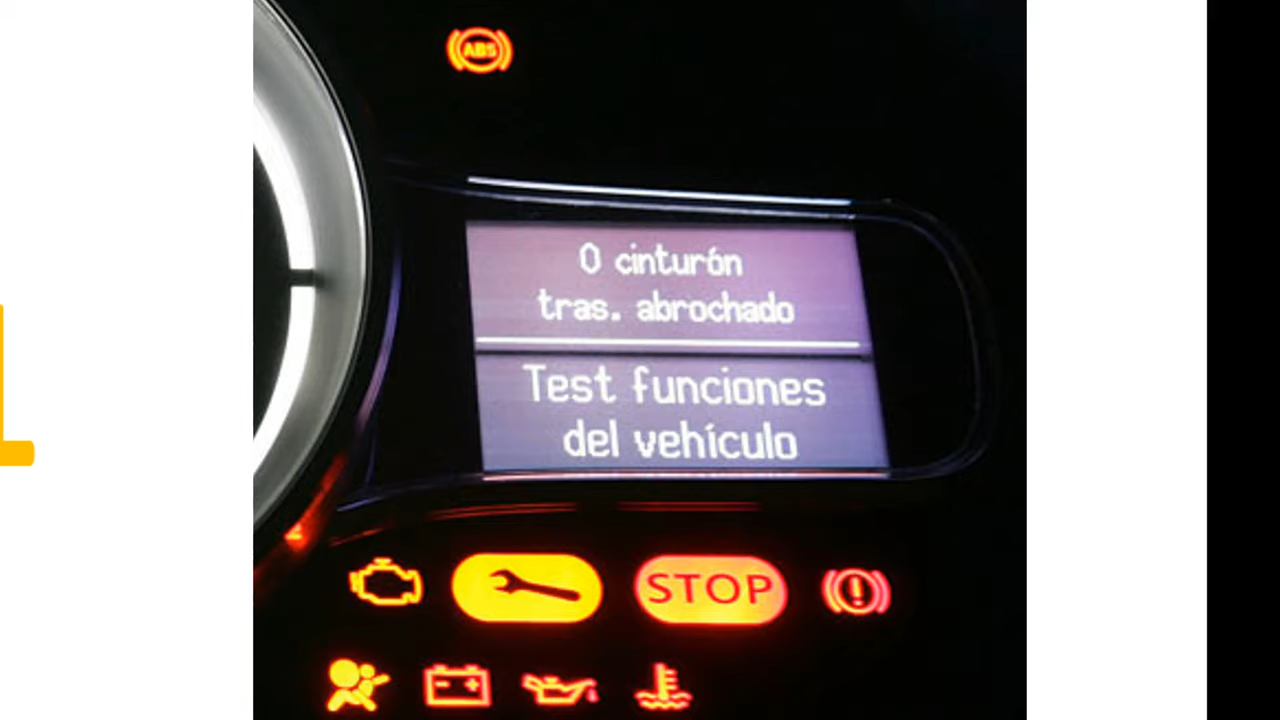 ABS
0 cinturón
tras. abrochado
Test funciones
del vehículo
STOP